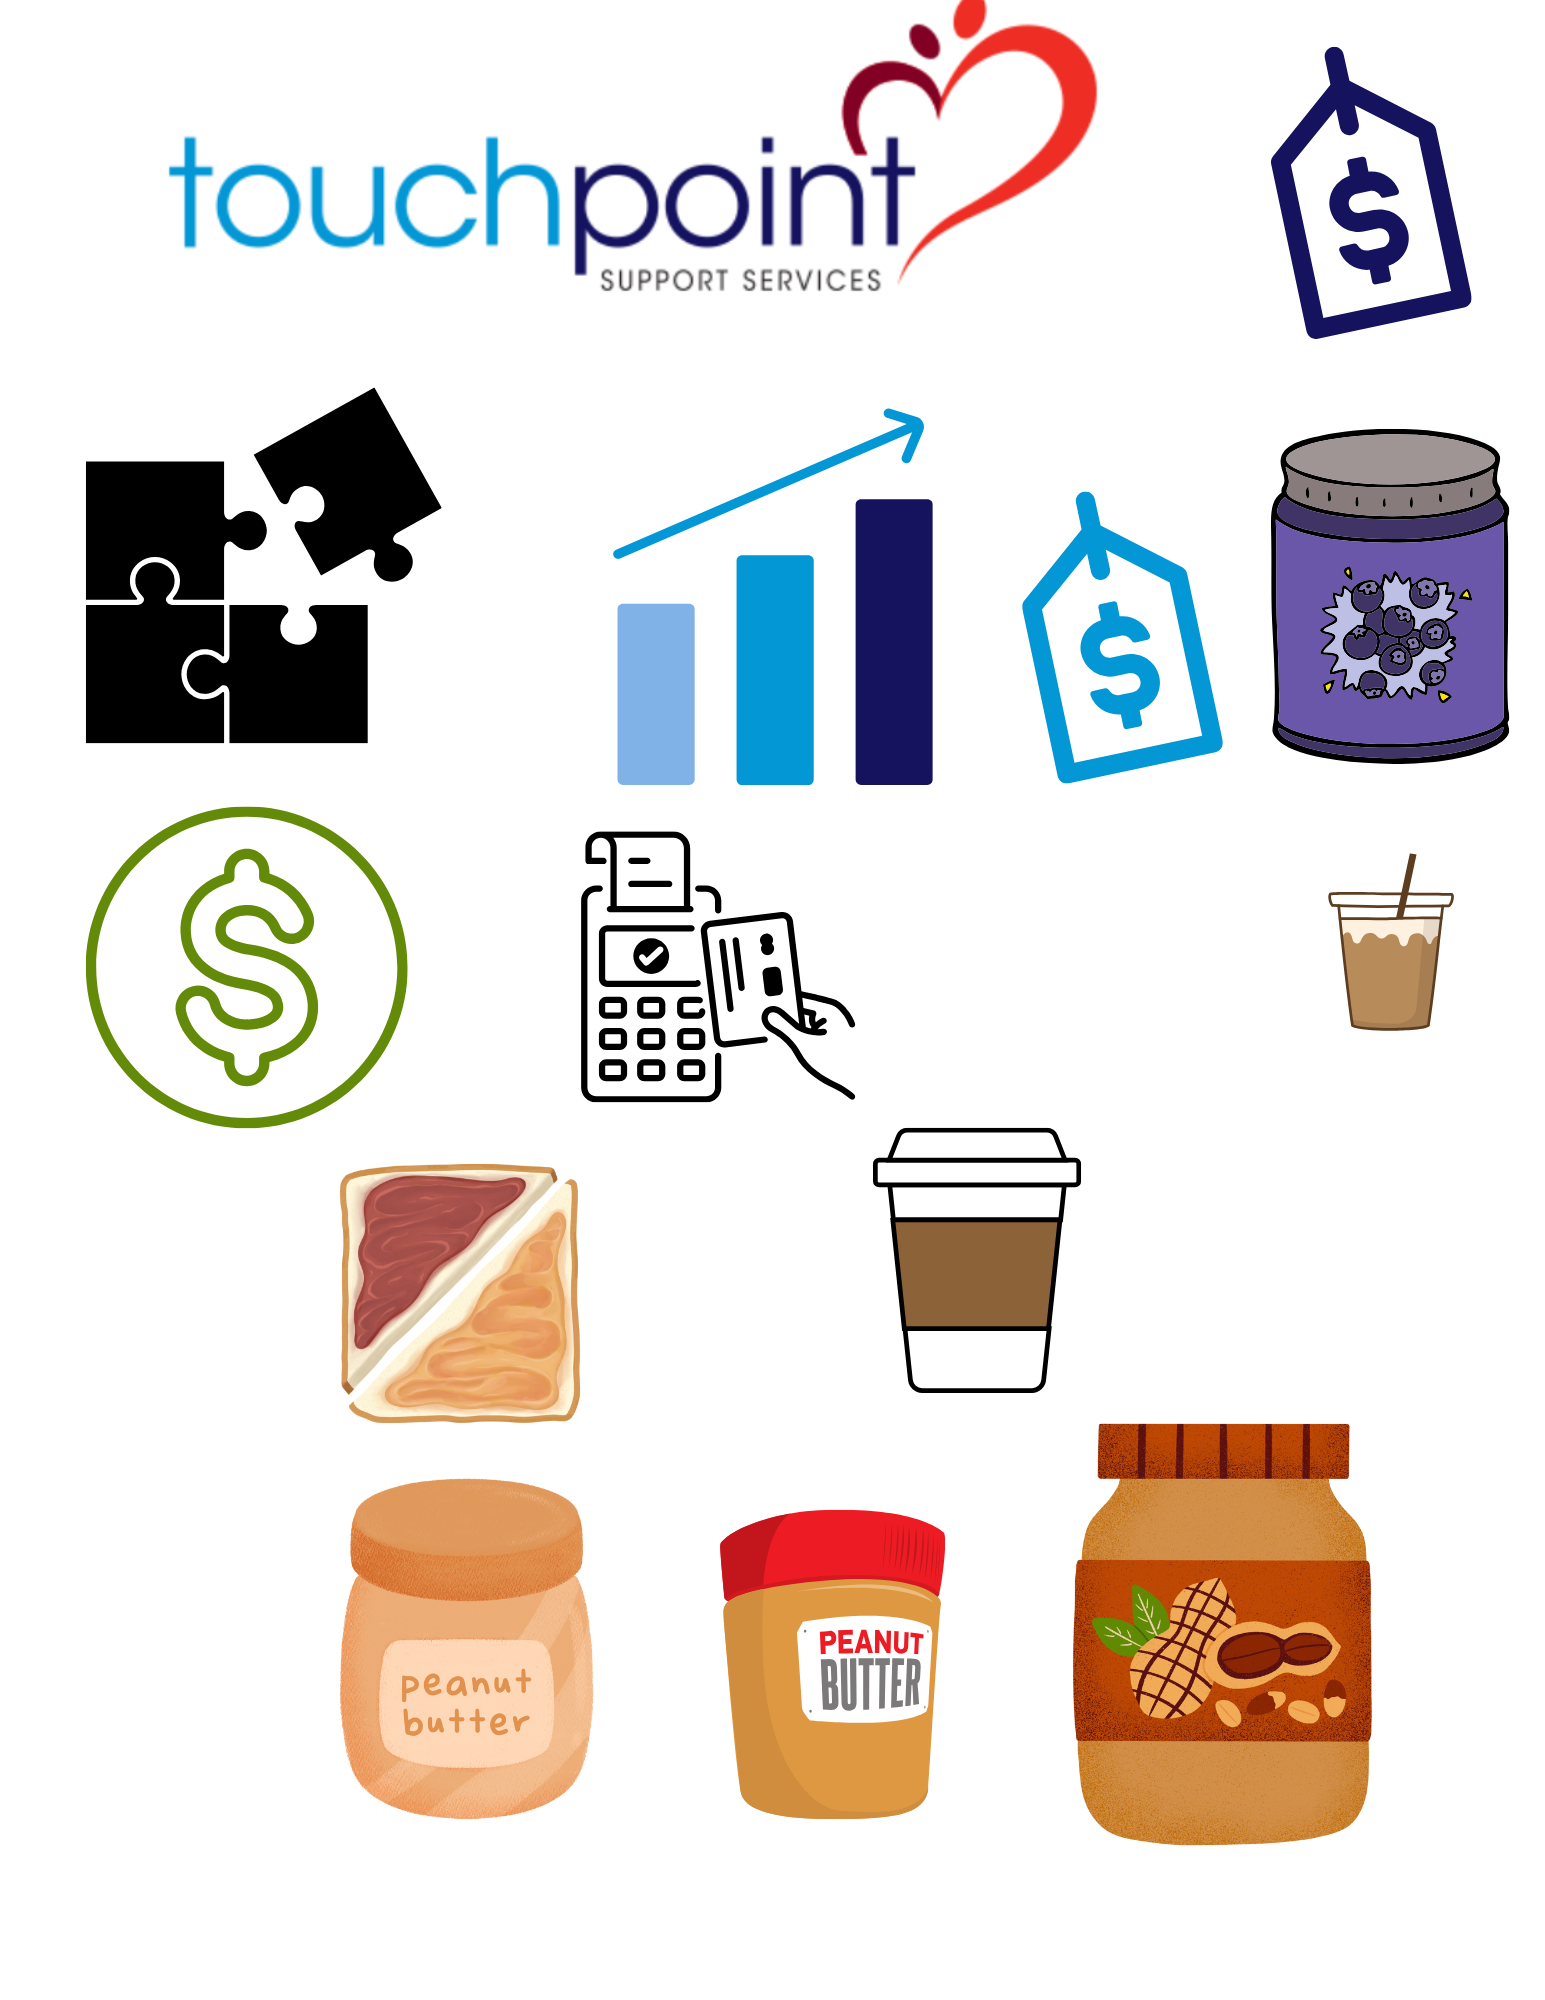 touchpoint
SUPPORT SERVICES
$
$
$
peanut
butter
PEANUT
BUTTER